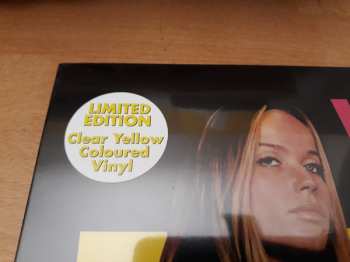 LIMITED
EDITION
Clear Yellow
Coloured
Vinyl